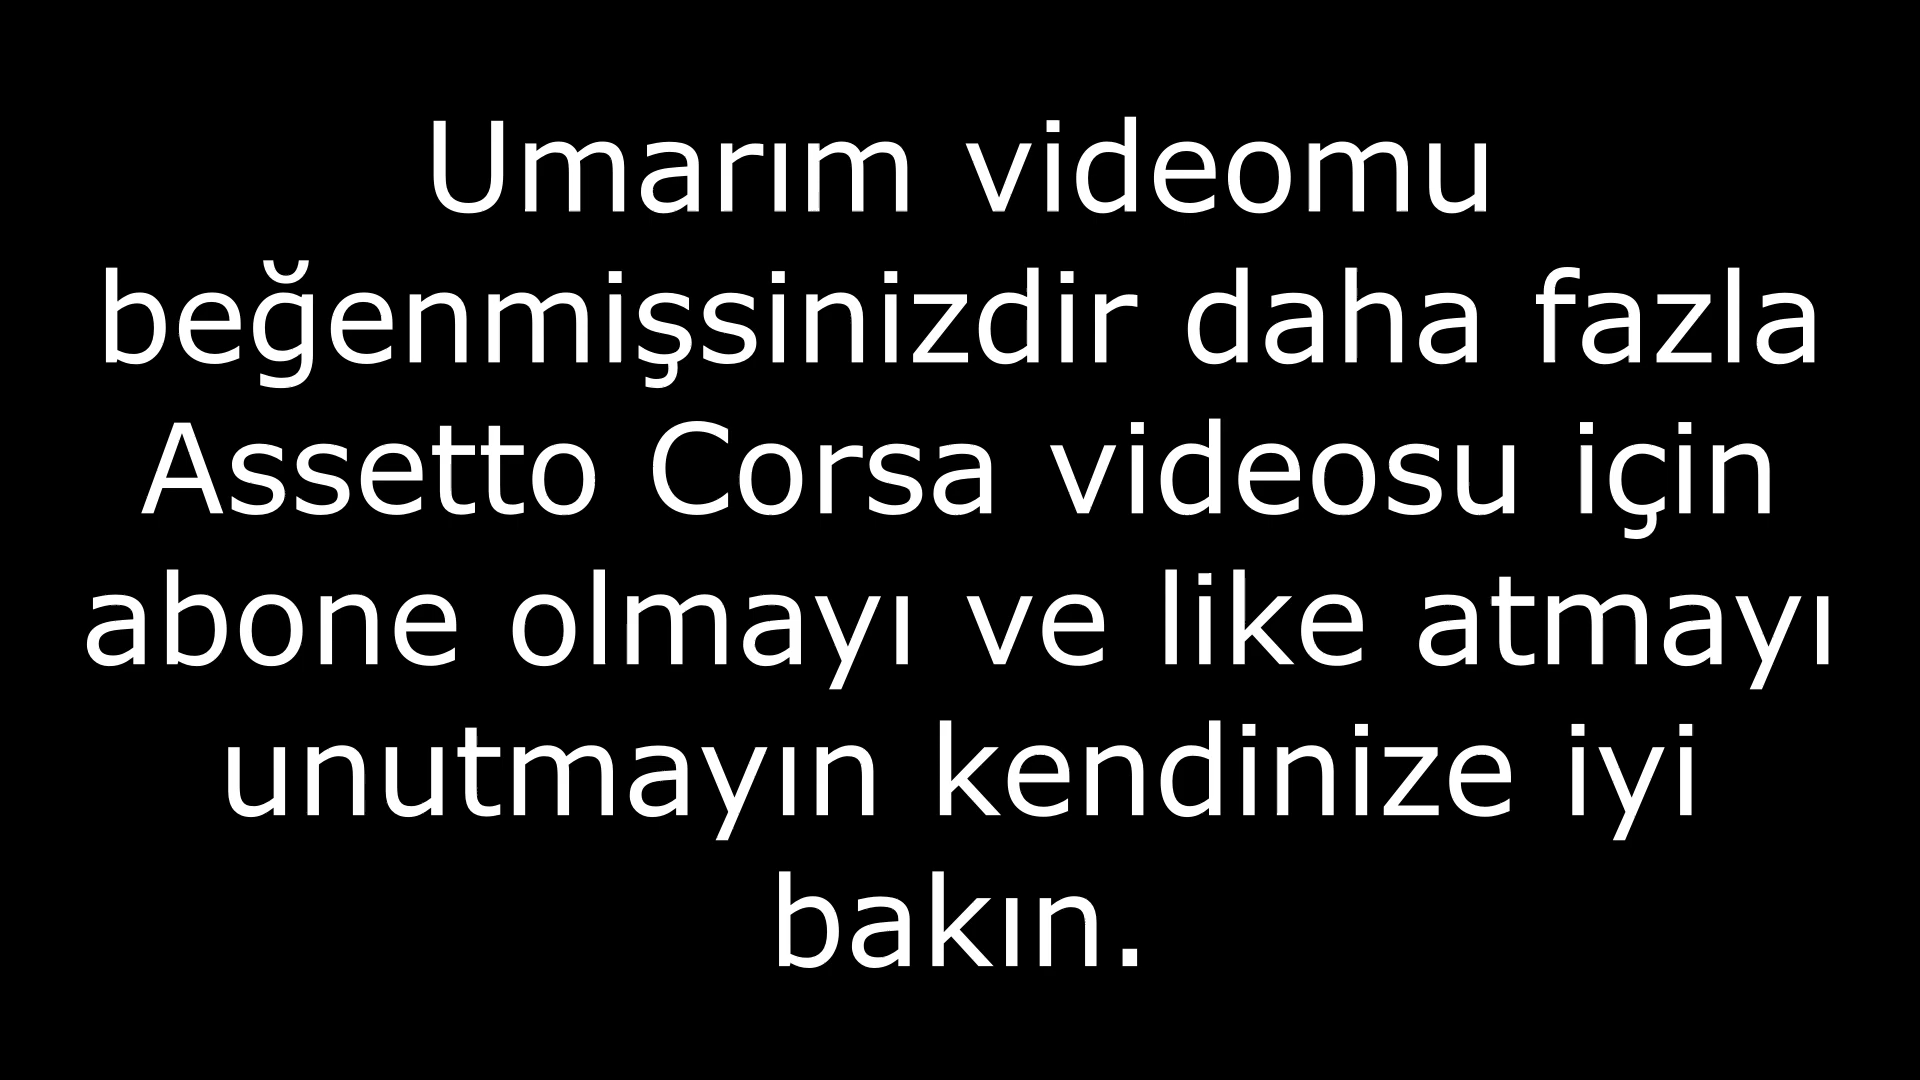 Umarım videomu
beğenmişsinizdir daha fazla
Assetto Corsa videosu için
abone olmayı ve like atmayı
unutmayın kendinize iyi
bakın.